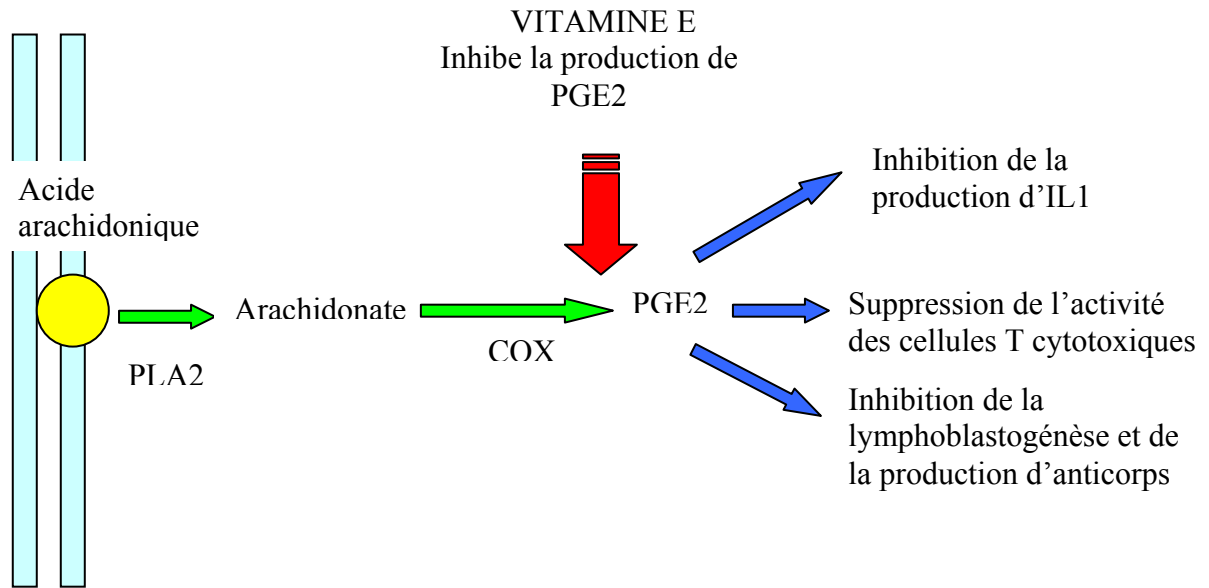 VITAMINE E
Inhibe la production de
PGE2
Acide
arachidonique
PLA2
Arachidonate
COX
PGE2
Inhibition de la
production d’IL1
Suppression de l’activité
des cellules T cytotoxiques
Inhibition de la
lymphoblastogénèse et de
la production d’anticorps